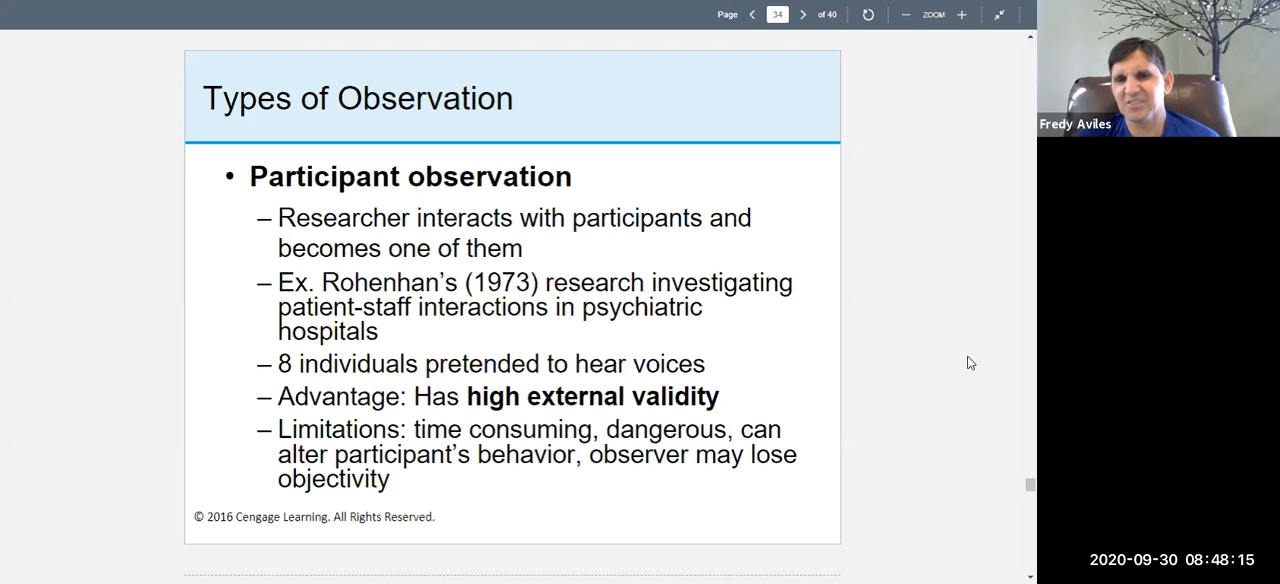 Page 34 of 40 ZOOM
Types of Observation
• Participant observation
– Researcher interacts with participants and
becomes one of them
– Ex. Rohenhan’s (1973) research investigating
patient-staff interactions in psychiatric
hospitals
– 8 individuals pretended to hear voices
– Advantage: Has high external validity
– Limitations: time consuming, dangerous, can
alter participant’s behavior, observer may lose
objectivity
© 2016 Cengage Learning. All Rights Reserved.
Fredy Aviles
2020-09-30 08:48:15